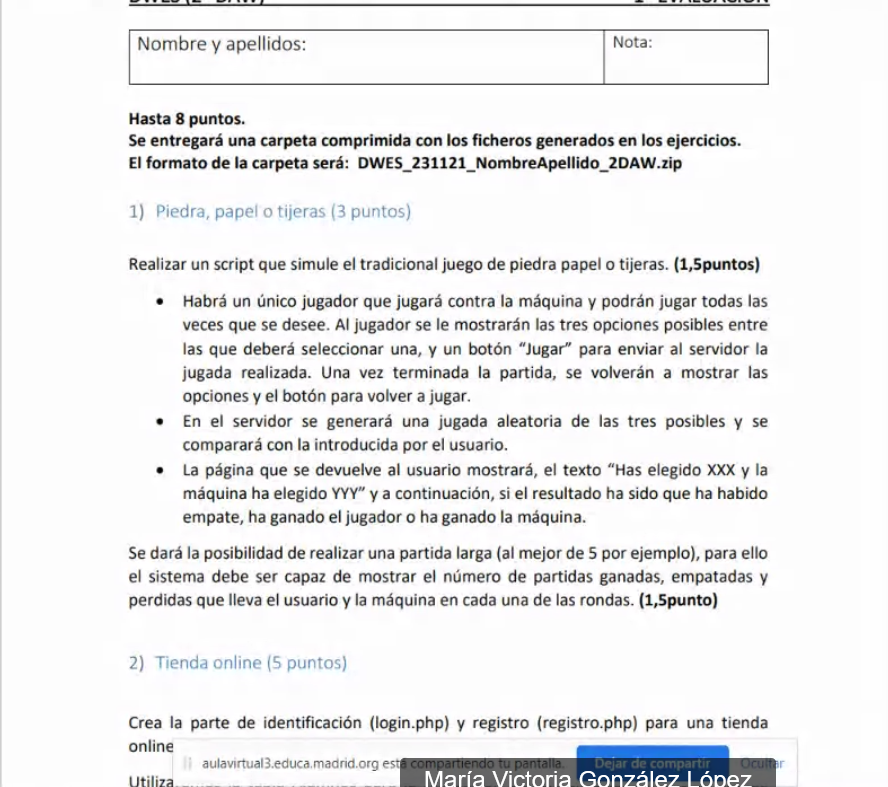 DWES (2º DAW) 1ª EVALUACIÓN
Nombre y apellidos: Nota:
Hasta 8 puntos.
Se entregará una carpeta comprimida con los ficheros generados en los ejercicios.
El formato de la carpeta será: DWES_231121_NombreApellido_2DAW.zip
1) Piedra, papel o tijeras (3 puntos)
Realizar un script que simule el tradicional juego de piedra papel o tijeras. (1,5puntos)
• Habrá un único jugador que jugará contra la máquina y podrán jugar todas las
veces que se desee. Al jugador se le mostrarán las tres opciones posibles entre
las que deberá seleccionar una, y un botón “Jugar” para enviar al servidor la
jugada realizada. Una vez terminada la partida, se volverán a mostrar las
opciones y el botón para volver a jugar.
• En el servidor se generará una jugada aleatoria de las tres posibles y se
comparará con la introducida por el usuario.
• La página que se devuelve al usuario mostrará, el texto “Has elegido XXX y la
máquina ha elegido YYY” y a continuación, si el resultado ha sido que ha habido
empate, ha ganado el jugador o ha ganado la máquina.
Se dará la posibilidad de realizar una partida larga (al mejor de 5 por ejemplo), para ello
el sistema debe ser capaz de mostrar el número de partidas ganadas, empatadas y
perdidas que lleva el usuario y la máquina en cada una de las rondas. (1,5punto)
2) Tienda online (5 puntos)
Crea la parte de identificación (login.php) y registro (registro.php) para una tienda
online
aulavirtual3.educa.madrid.org está compartiendo tu pantalla. Dejar de compartir Ocultar
Utiliza
María Victoria González López